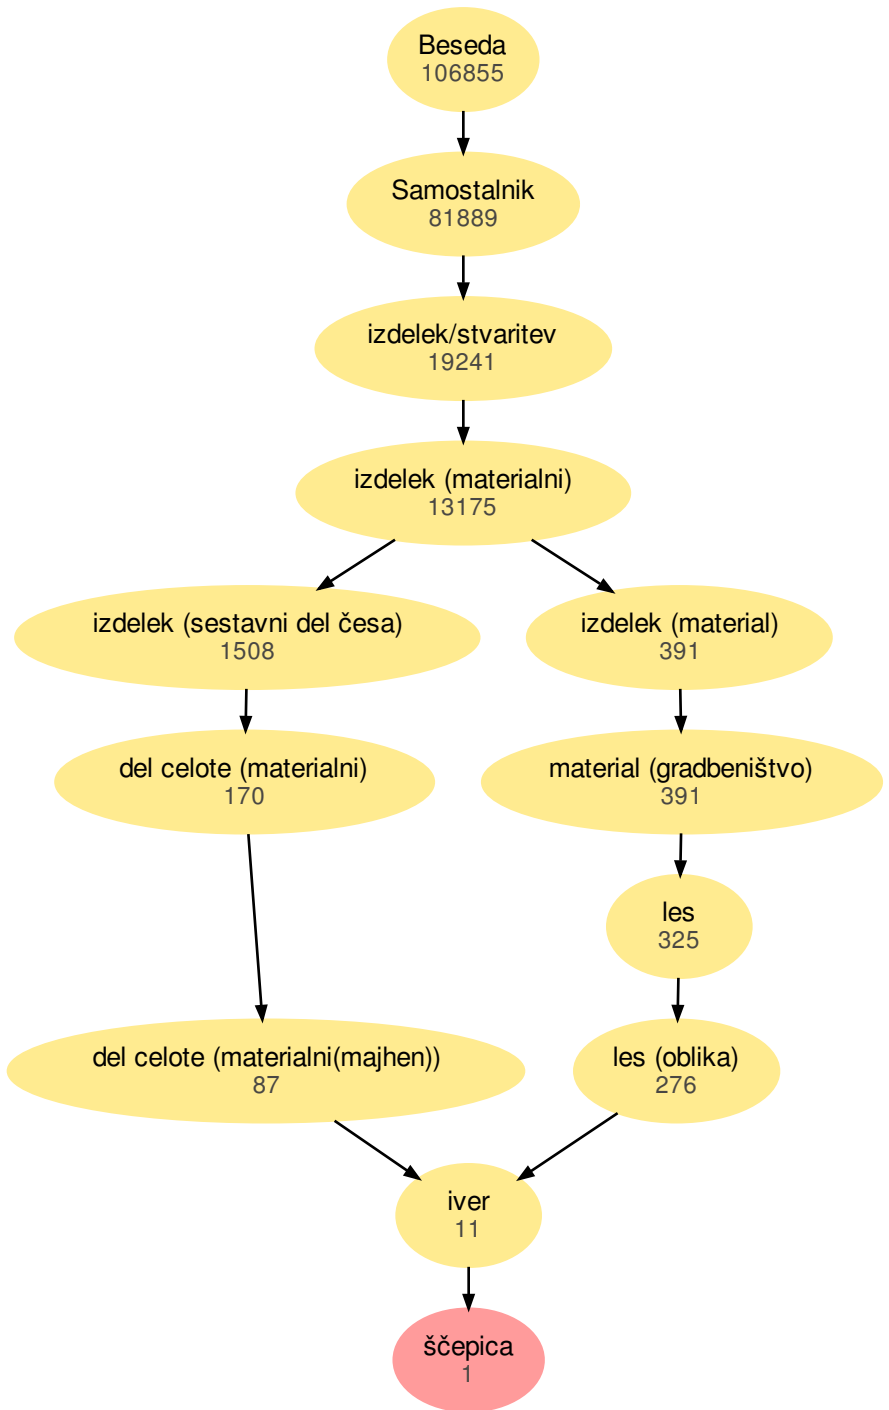 Beseda
106855
Samostalnik
81889
izdelek/stvaritev
19241
izdelek (materialni)
13175
izdelek (sestavni del česa)
1508
izdelek (material)
391
del celote (materialni)
170
material (gradbeništvo)
391
les
325
del celote (materialni(majhen))
87
les (oblika)
276
iver
11
ščepica
1